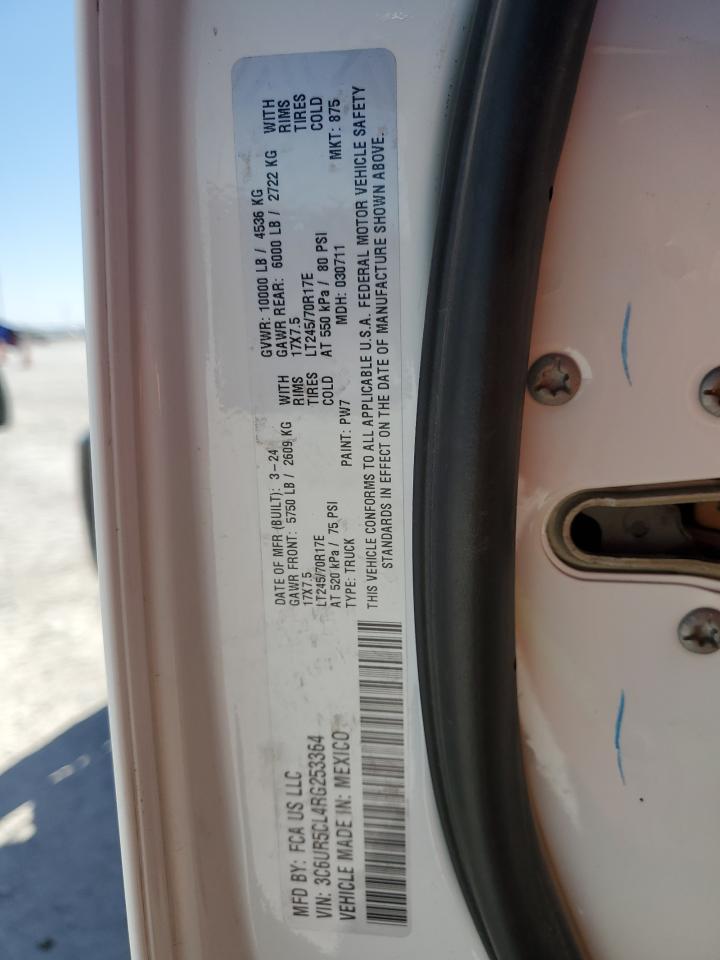 MFD BY: FCA US LLC
VIN: 3C6UR5CL4RG253364
VEHICLE MADE IN: MEXICO
DATE OF MFR (BUILT): 3-24 GVWR: 10000 LB / 4536 KG
GAWR FRONT: 5750 LB / 2609 KG WITH GAWR REAR: 6000 LB / 2722 KG WITH
17X7.5 RIMS 17X7.5 RIMS
LT245/70R17E TIRES LT245/70R17E TIRES
AT 520 kPa / 75 PSI COLD AT 550 kPa / 80 PSI COLD
TYPE: TRUCK PAINT: PW7 MDH: 030711 MKT: 875
THIS VEHICLE CONFORMS TO ALL APPLICABLE U.S.A. FEDERAL MOTOR VEHICLE SAFETY
STANDARDS IN EFFECT ON THE DATE OF MANUFACTURE SHOWN ABOVE.